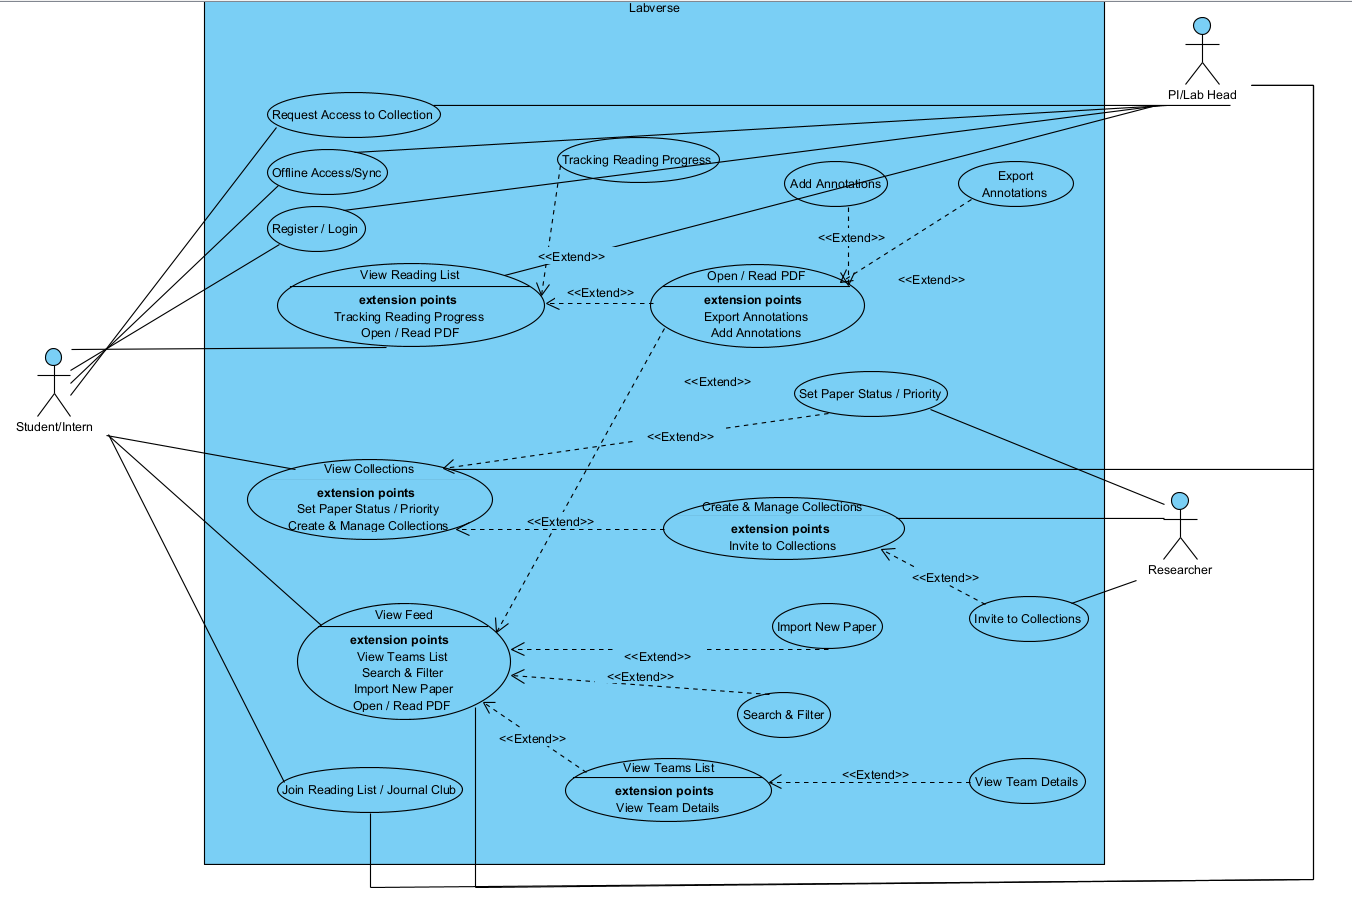 Labverse
PI/Lab Head
Request Access to Collection
Tracking Reading Progress
Offline Access/Sync
Add Annotations
Export
Annotations
Register / Login
<<Extend>>
<<Extend>>
<<Extend>>
<<Extend>>
View Reading List
extension points
Tracking Reading Progress
Open / Read PDF
Open / Read PDF
extension points
Export Annotations
Add Annotations
<<Extend>>
Set Paper Status / Priority
Student/Intern
<<Extend>>
View Collections
extension points
Set Paper Status / Priority
Create & Manage Collections
<<Extend>>
Create & Manage Collections
extension points
Invite to Collections
Researcher
<<Extend>>
Invite to Collections
View Feed
extension points
View Teams List
Search & Filter
Import New Paper
Open / Read PDF
Import New Paper
<<Extend>>
<<Extend>>
Search & Filter
<<Extend>>
View Teams List
extension points
View Team Details
<<Extend>>
View Team Details
Join Reading List / Journal Club